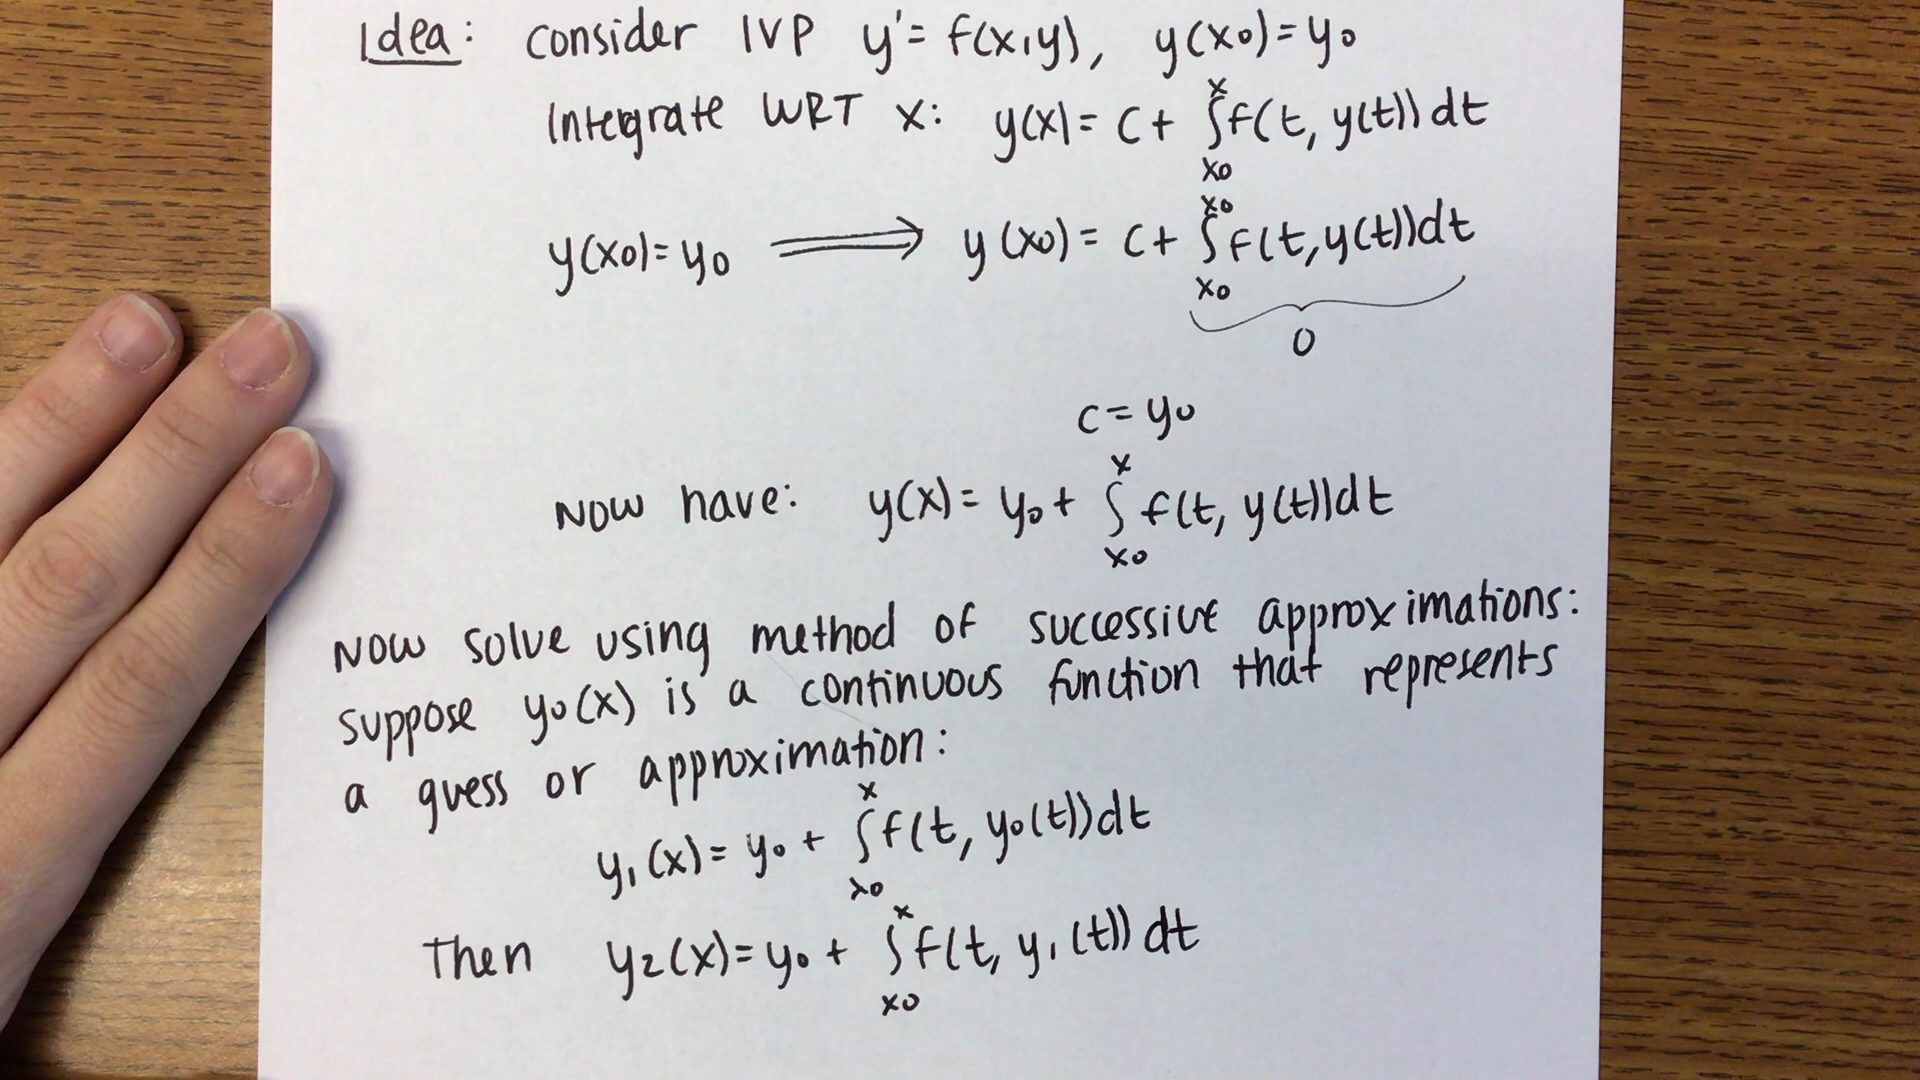 Idea: consider IVP y' = f(x,y), y(x₀) = y₀
Integrate WRT x: y(x) = c + ∫_{x₀}^{x} f(t, y(t)) dt
y(x₀) = y₀ ⟹ y(x₀) = c + ∫_{x₀}^{x₀} f(t, y(t)) dt
0
c = y₀
Now have: y(x) = y₀ + ∫_{x₀}^{x} f(t, y(t)) dt
Now solve using method of successive approximations:
suppose y₀(x) is a continuous function that represents
a guess or approximation:
y₁(x) = y₀ + ∫_{x₀}^{x} f(t, y₀(t)) dt
Then y₂(x) = y₀ + ∫_{x₀}^{x} f(t, y₁(t)) dt